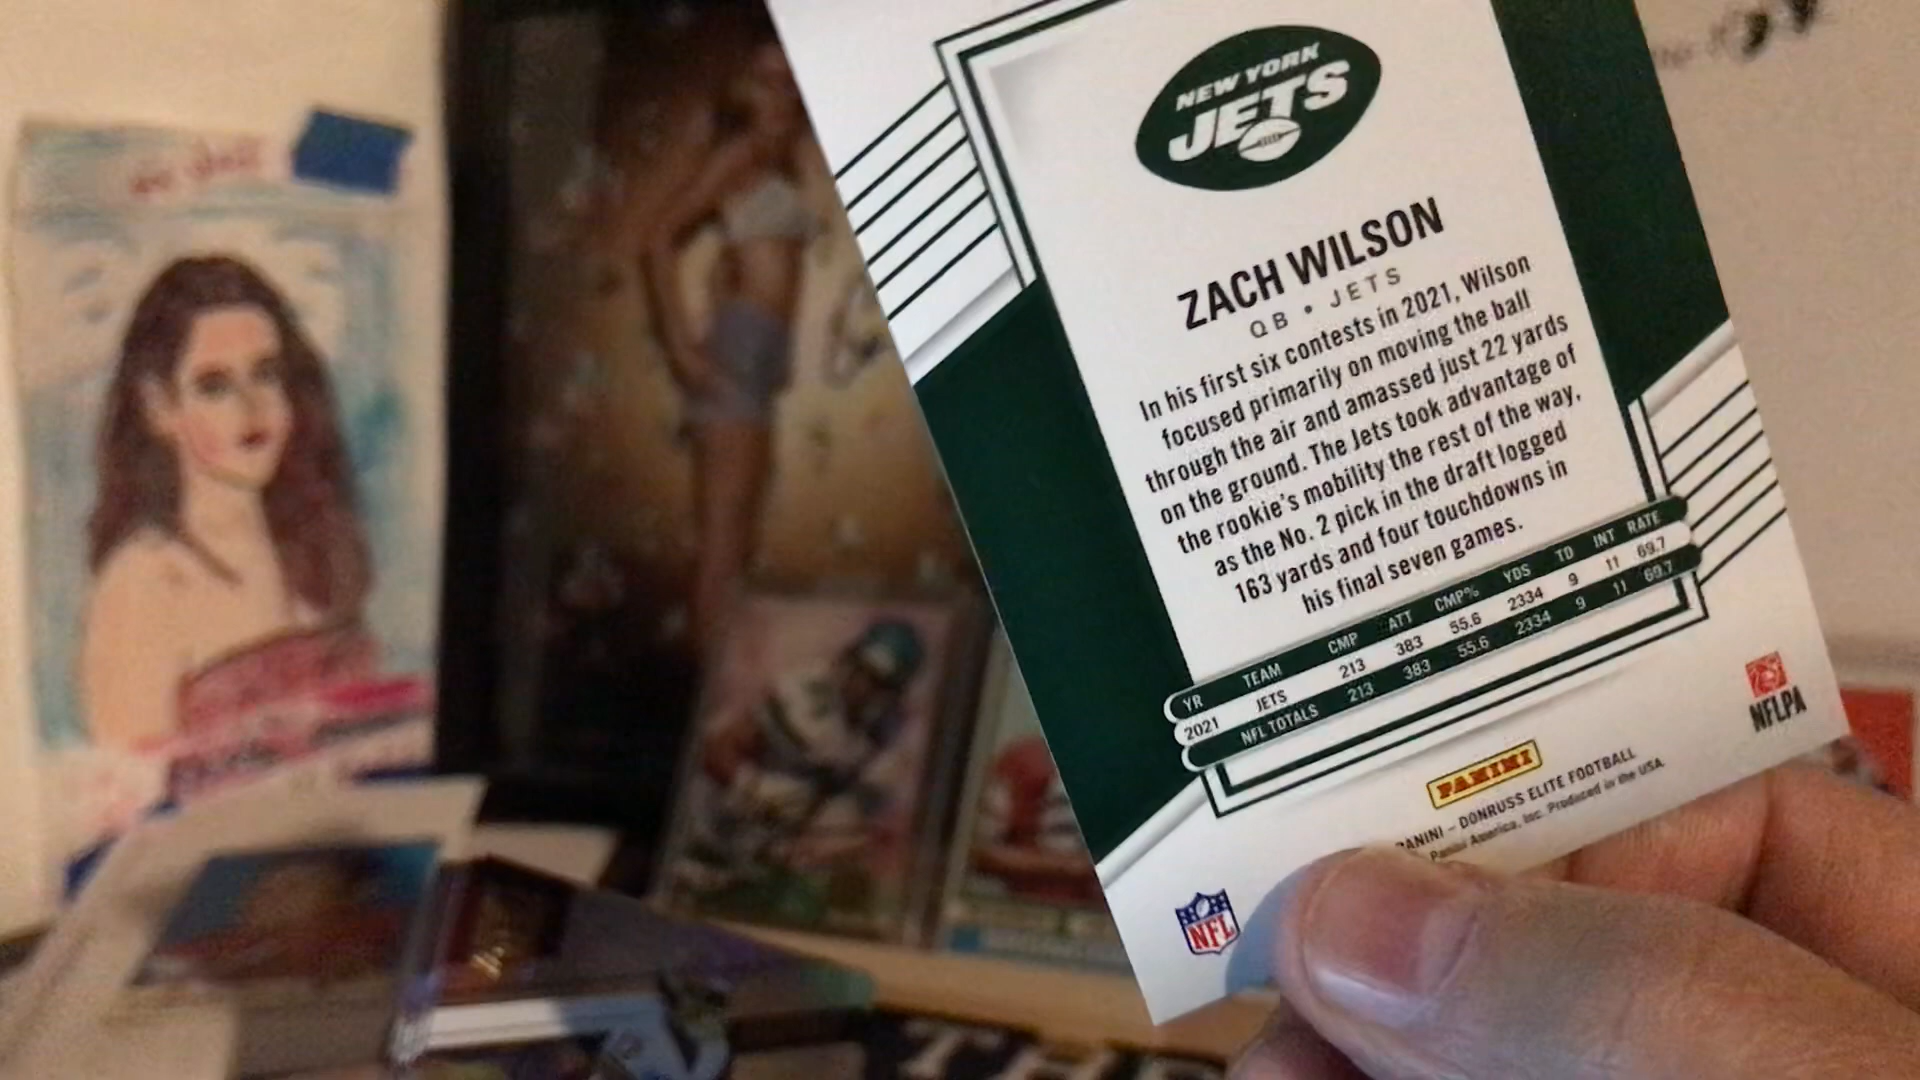 NEW YORK
JETS
ZACH WILSON
QB • JETS
In his first six contests in 2021, Wilson
focused primarily on moving the ball
through the air and amassed just 22 yards
on the ground. The Jets took advantage of
the rookie's mobility the rest of the way,
as the No. 2 pick in the draft logged
163 yards and four touchdowns in
his final seven games.
YR TEAM CMP ATT CMP% YDS TD INT RATE
2021 JETS 213 383 55.6 2334 9 11 69.7
NFL TOTALS 213 383 55.6 2334 9 11 69.7
NFLPA
PANINI
PANINI – DONRUSS ELITE FOOTBALL
Panini America, Inc. Produced in the USA.
NFL